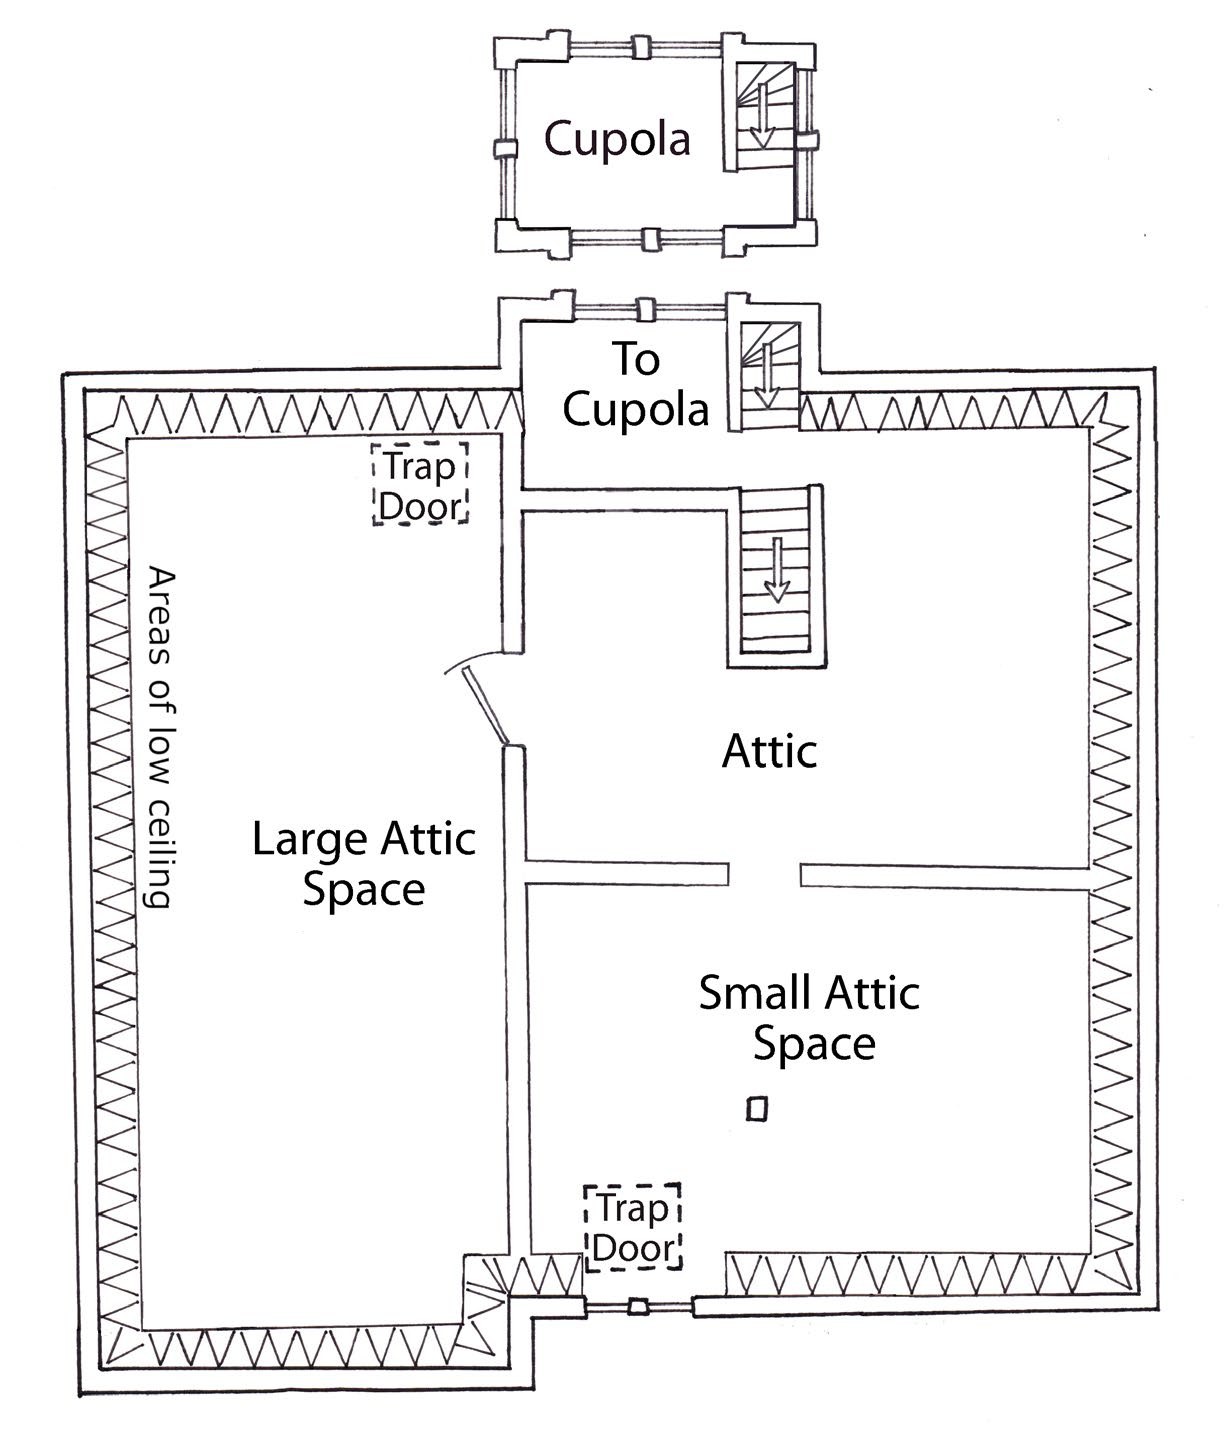 Cupola
To
Cupola
Trap
Door
Areas of low ceiling
Attic
Large Attic
Space
Small Attic
Space
Trap
Door